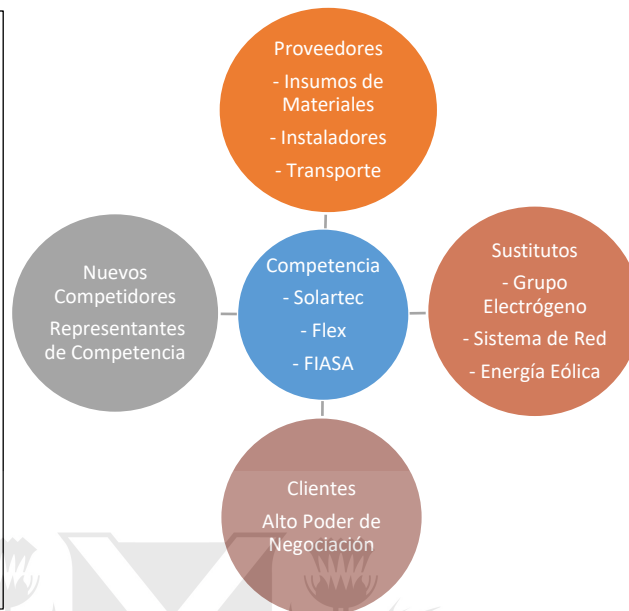 Proveedores
- Insumos de
Materiales
- Instaladores
- Transporte
Nuevos
Competidores
Representantes
de Competencia
Competencia
- Solartec
- Flex
- FIASA
Sustitutos
- Grupo
Electrógeno
- Sistema de Red
- Energía Eólica
Clientes
Alto Poder de
Negociación